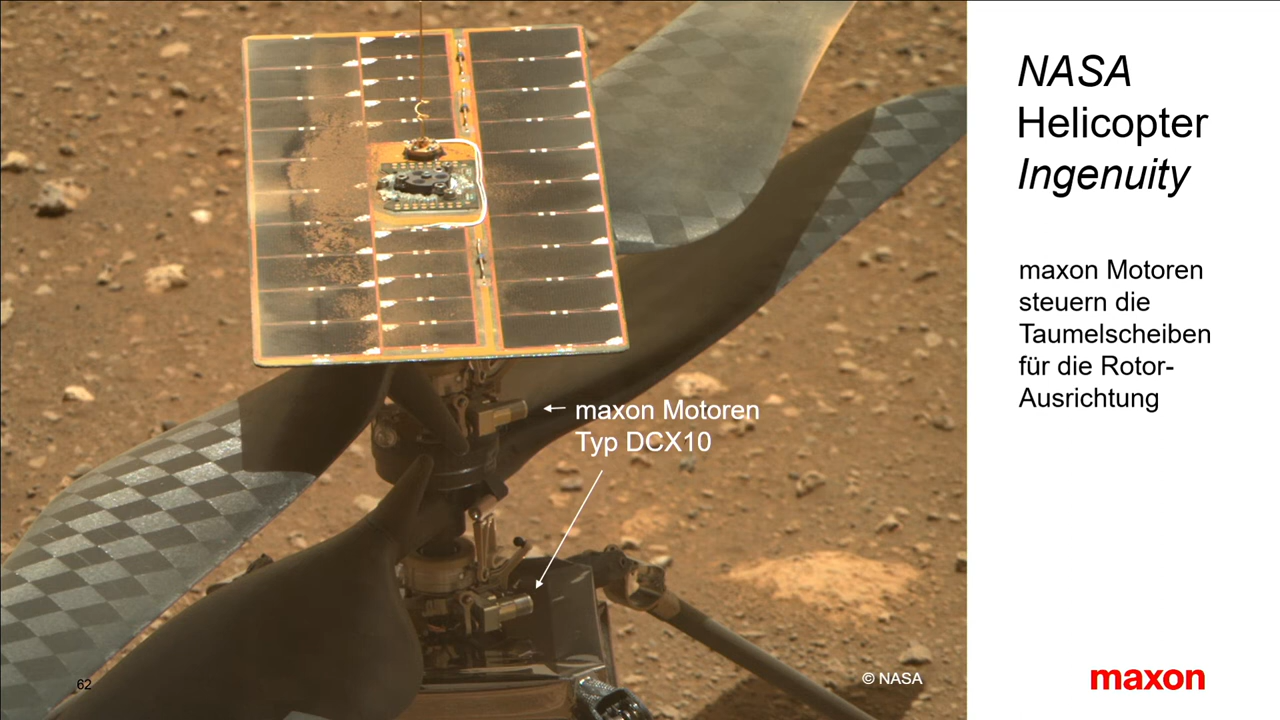 NASA
Helicopter
Ingenuity
maxon Motoren
steuern die
Taumelscheiben
für die Rotor-
Ausrichtung
maxon Motoren
Typ DCX10
© NASA
62
maxon